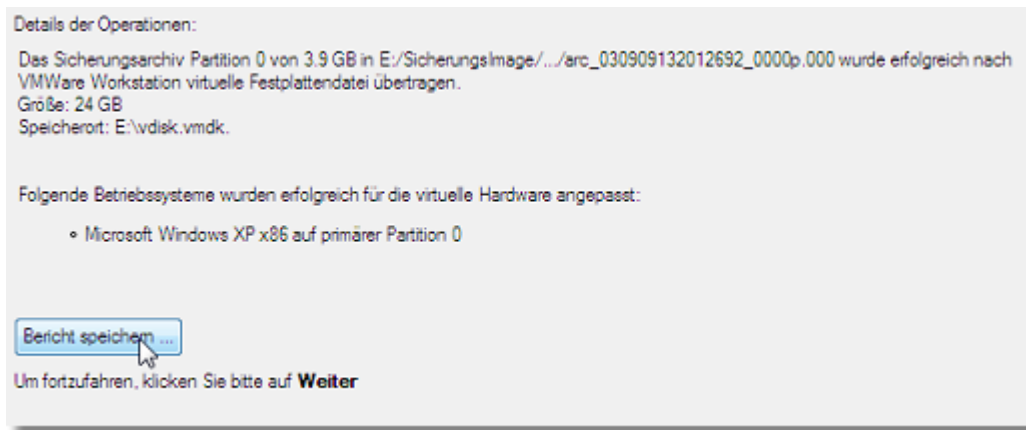 Details der Operationen:
Das Sicherungsarchiv Partition 0 von 3.9 GB in E:/SicherungsImage/.../arc_030909132012692_0000p.000 wurde erfolgreich nach
VMWare Workstation virtuelle Festplattendatei übertragen.
Größe: 24 GB
Speicherort: E:\vdisk.vmdk.
Folgende Betriebssysteme wurden erfolgreich für die virtuelle Hardware angepasst:
• Microsoft Windows XP x86 auf primärer Partition 0
Bericht speichern ...
Um fortzufahren, klicken Sie bitte auf Weiter